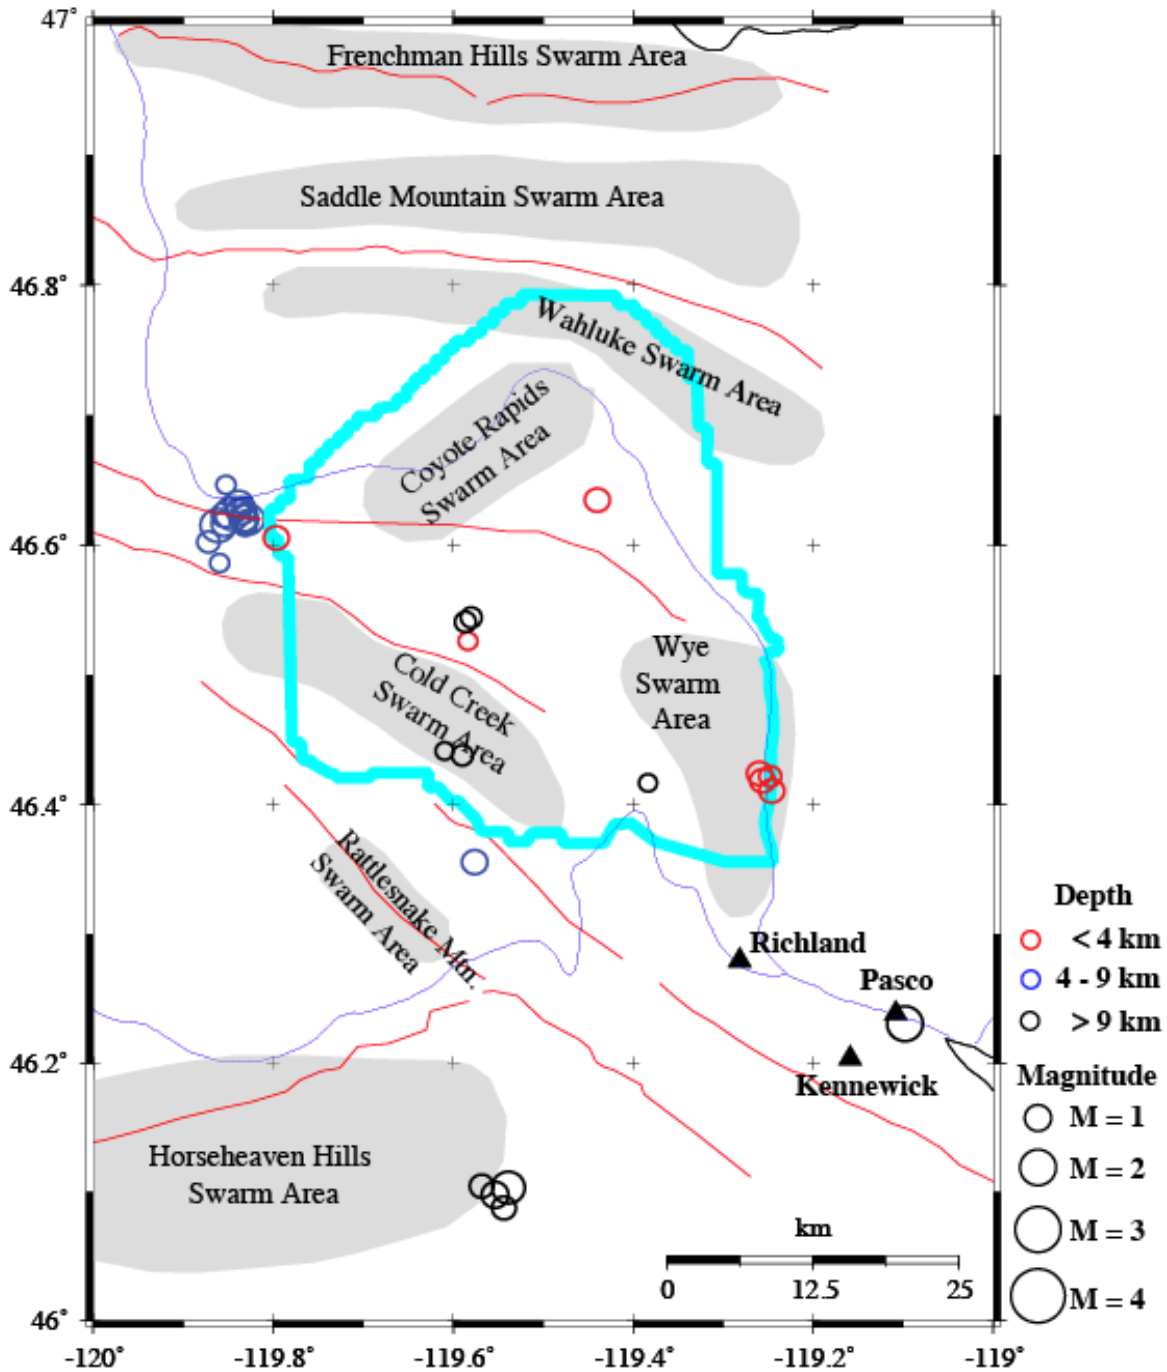 47°
Frenchman Hills Swarm Area
Saddle Mountain Swarm Area
46.8°
Wahluke Swarm Area
Coyote Rapids
Swarm Area
46.6°
Wye
Swarm
Area
Cold Creek
Swarm Area
46.4°
Rattlesnake Mtn.
Swarm Area
Depth
< 4 km
4 - 9 km
> 9 km
Richland
Pasco
Kennewick
46.2°
Magnitude
M = 1
M = 2
M = 3
M = 4
Horseheaven Hills
Swarm Area
km
0 12.5 25
46°
-120° -119.8° -119.6° -119.4° -119.2° -119°